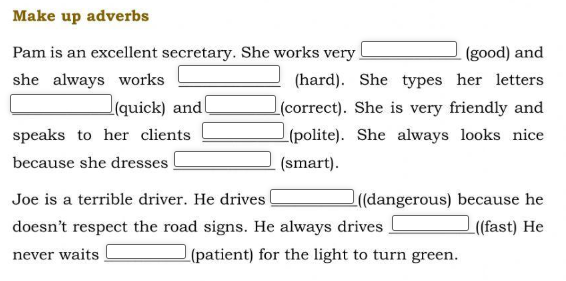 Make up adverbs
Pam is an excellent secretary. She works very (good) and
she always works (hard). She types her letters
(quick) and (correct). She is very friendly and
speaks to her clients (polite). She always looks nice
because she dresses (smart).
Joe is a terrible driver. He drives ((dangerous) because he
doesn't respect the road signs. He always drives ((fast) He
never waits (patient) for the light to turn green.